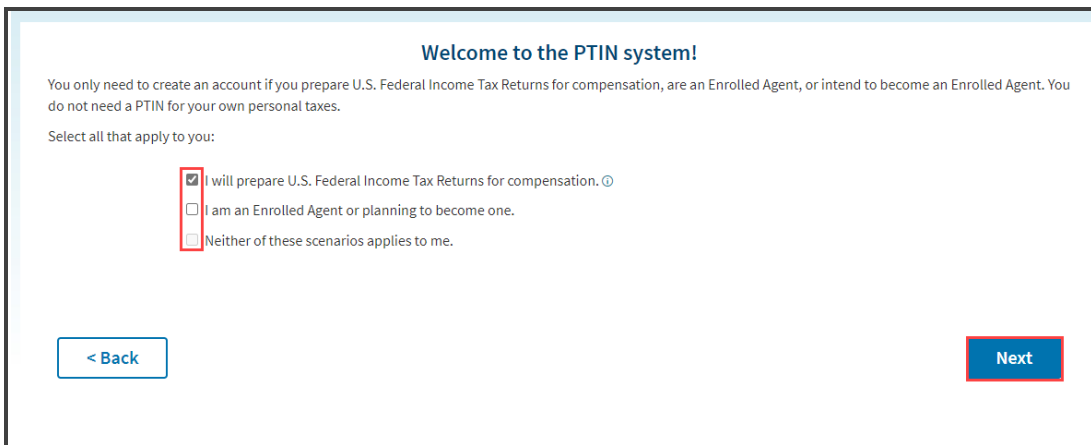 Welcome to the PTIN system!
You only need to create an account if you prepare U.S. Federal Income Tax Returns for compensation, are an Enrolled Agent, or intend to become an Enrolled Agent. You
do not need a PTIN for your own personal taxes.
Select all that apply to you:
I will prepare U.S. Federal Income Tax Returns for compensation.
I am an Enrolled Agent or planning to become one.
Neither of these scenarios applies to me.
< Back
Next